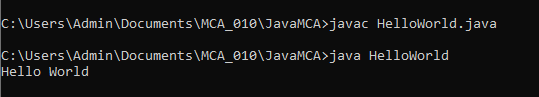 C:\Users\Admin\Documents\MCA_010\JavaMCA>javac HelloWorld.java
C:\Users\Admin\Documents\MCA_010\JavaMCA>java HelloWorld
Hello World